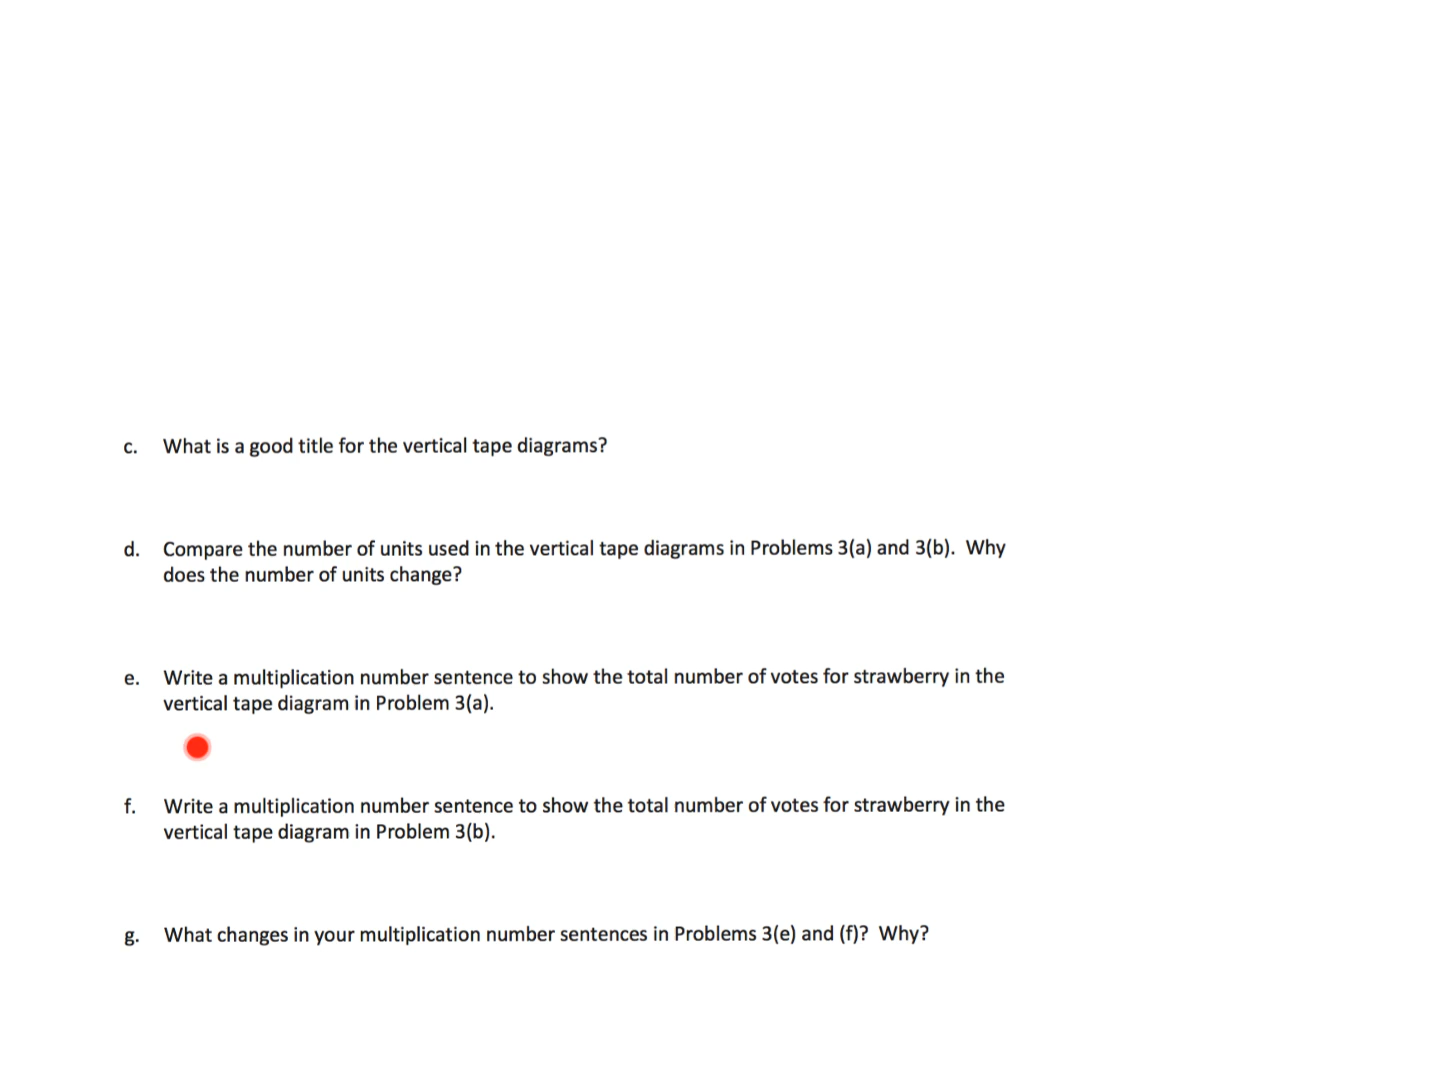 c. What is a good title for the vertical tape diagrams?
d. Compare the number of units used in the vertical tape diagrams in Problems 3(a) and 3(b). Why
does the number of units change?
e. Write a multiplication number sentence to show the total number of votes for strawberry in the
vertical tape diagram in Problem 3(a).
f. Write a multiplication number sentence to show the total number of votes for strawberry in the
vertical tape diagram in Problem 3(b).
g. What changes in your multiplication number sentences in Problems 3(e) and (f)? Why?